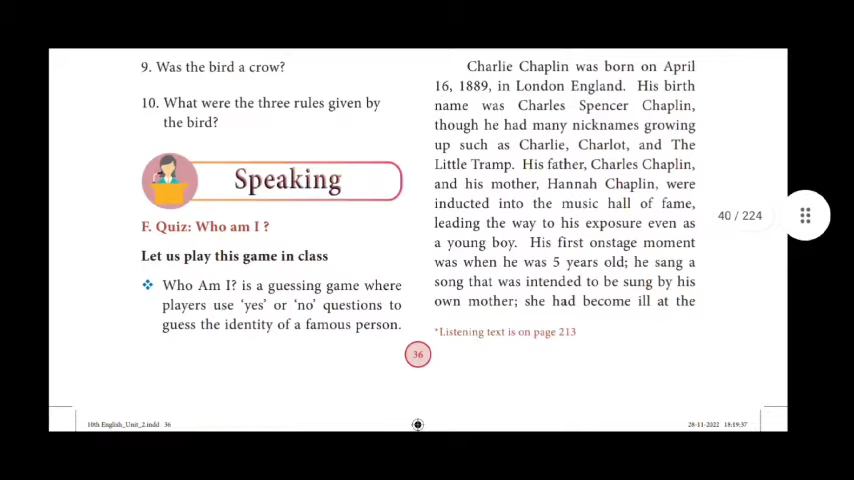 9. Was the bird a crow?
10. What were the three rules given by
the bird?
Speaking
F. Quiz: Who am I ?
Let us play this game in class
Who Am I? is a guessing game where
players use ‘yes’ or ‘no’ questions to
guess the identity of a famous person.
Charlie Chaplin was born on April
16, 1889, in London England. His birth
name was Charles Spencer Chaplin,
though he had many nicknames growing
up such as Charlie, Charlot, and The
Little Tramp. His father, Charles Chaplin,
and his mother, Hannah Chaplin, were
inducted into the music hall of fame,
leading the way to his exposure even as
a young boy. His first onstage moment
was when he was 5 years old; he sang a
song that was intended to be sung by his
own mother; she had become ill at the
*Listening text is on page 213
36
40 / 224
10th English_Unit_2.indd 36
28-11-2022 18:19:37